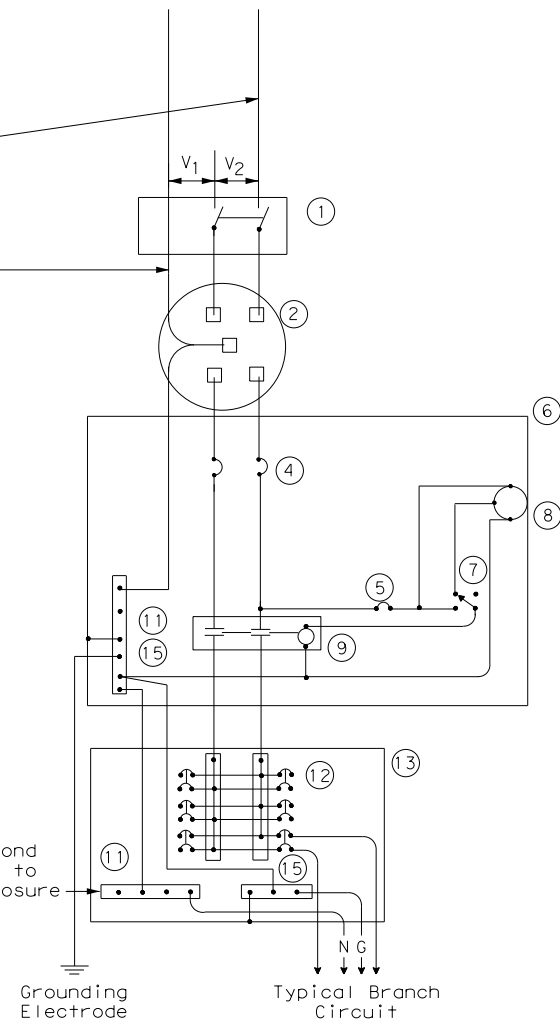 V1 V2
1
2
6
4
8
7
5
11
15
9
13
12
ond
to
osure
11
15
N G
Grounding
Electrode
Typical Branch
Circuit